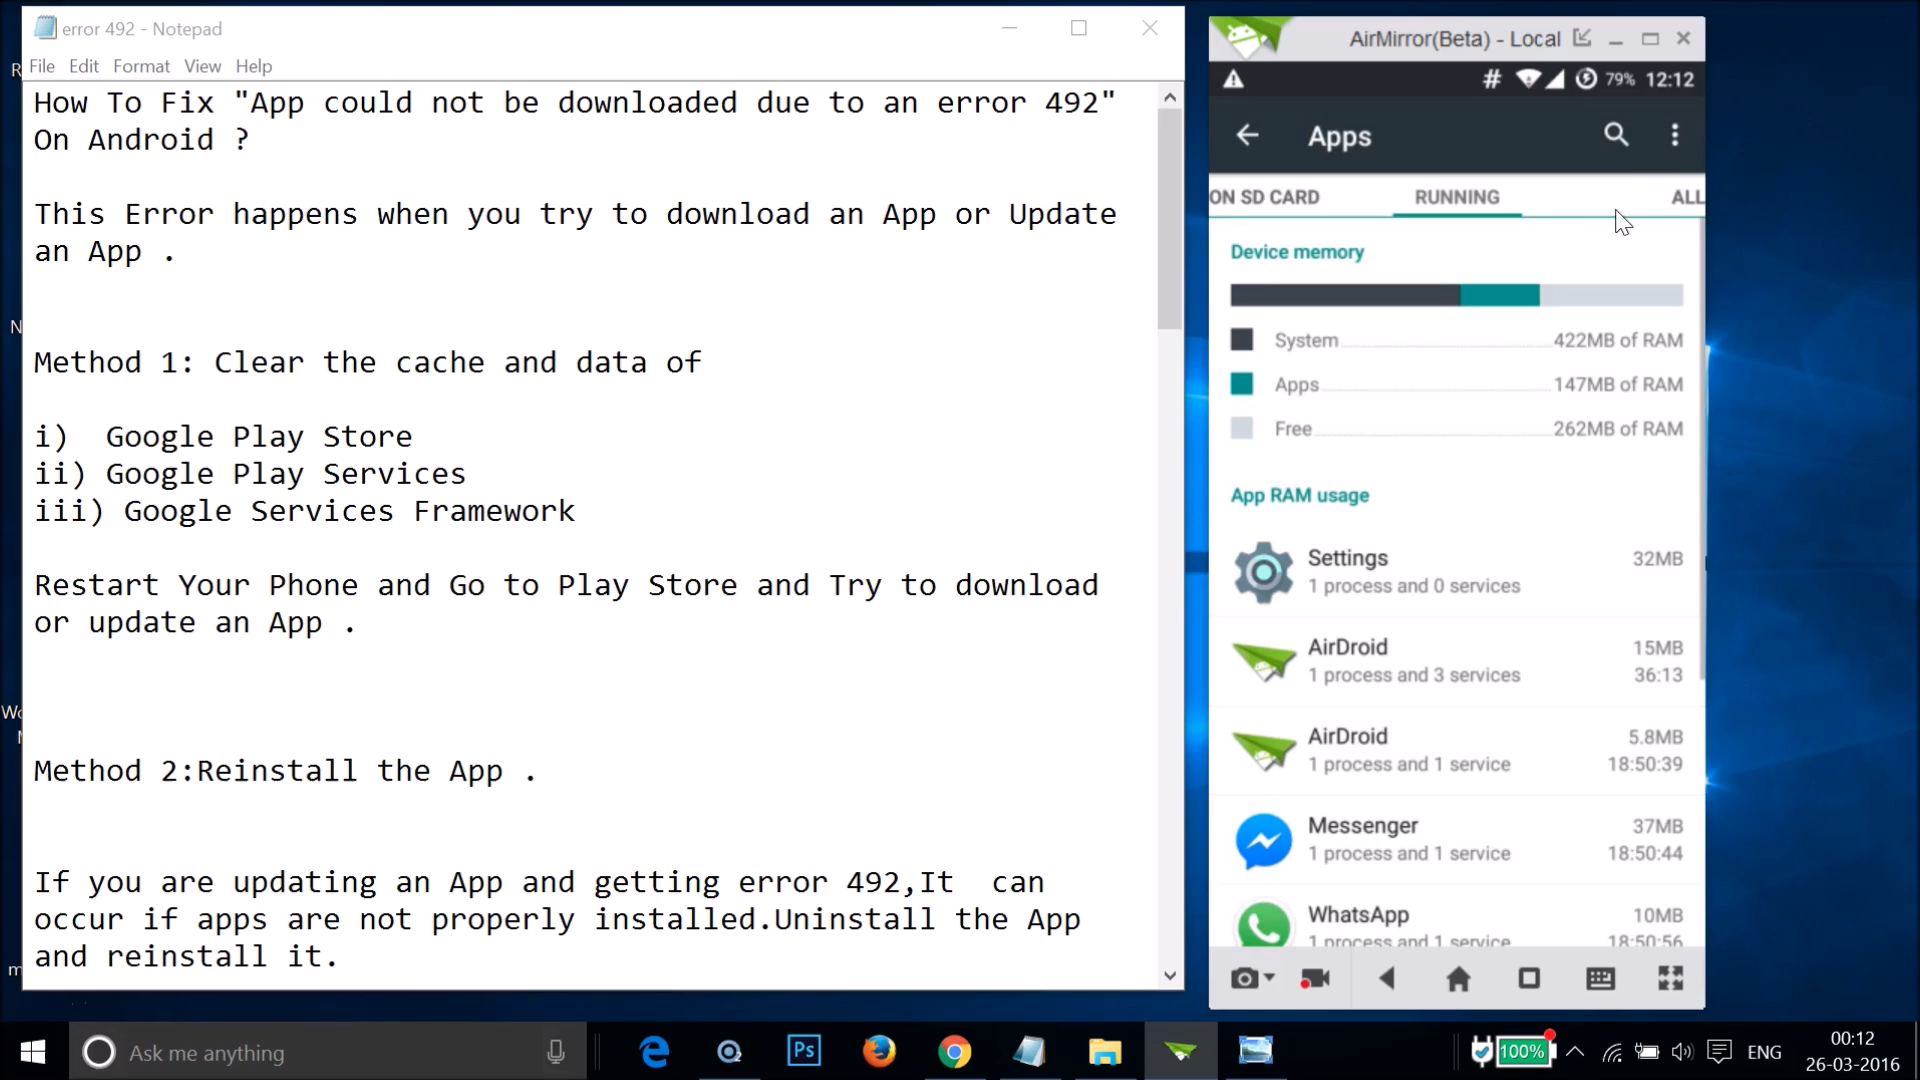 error 492 - Notepad
File Edit Format View Help
How To Fix "App could not be downloaded due to an error 492"
On Android ?
This Error happens when you try to download an App or Update
an App .
Method 1: Clear the cache and data of
i)  Google Play Store
ii) Google Play Services
iii) Google Services Framework
Restart Your Phone and Go to Play Store and Try to download
or update an App .
Method 2:Reinstall the App .
If you are updating an App and getting error 492,It  can
occur if apps are not properly installed.Uninstall the App
and reinstall it.
AirMirror(Beta) - Local
# 79% 12:12
Apps
ON SD CARD RUNNING ALL
Device memory
System 422MB of RAM
Apps 147MB of RAM
Free 262MB of RAM
App RAM usage
Settings 32MB
1 process and 0 services
AirDroid 15MB
1 process and 3 services 36:13
AirDroid 5.8MB
1 process and 1 service 18:50:39
Messenger 37MB
1 process and 1 service 18:50:44
WhatsApp 10MB
1 process and 1 service 18:50:56
Ask me anything
Ps
100%
ENG
00:12
26-03-2016